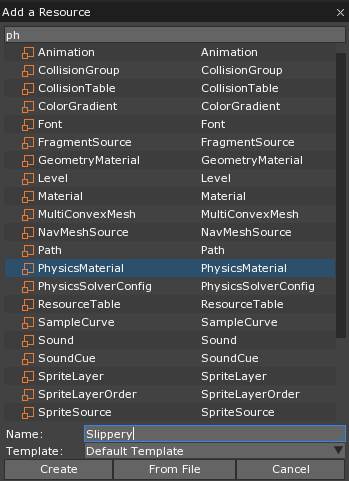 Add a Resource
ph
Animation Animation
CollisionGroup CollisionGroup
CollisionTable CollisionTable
ColorGradient ColorGradient
Font Font
FragmentSource FragmentSource
GeometryMaterial GeometryMaterial
Level Level
Material Material
MultiConvexMesh MultiConvexMesh
NavMeshSource NavMeshSource
Path Path
PhysicsMaterial PhysicsMaterial
PhysicsSolverConfig PhysicsSolverConfig
ResourceTable ResourceTable
SampleCurve SampleCurve
Sound Sound
SoundCue SoundCue
SpriteLayer SpriteLayer
SpriteLayerOrder SpriteLayerOrder
SpriteSource SpriteSource
Name: Slippery
Template: Default Template
Create From File Cancel